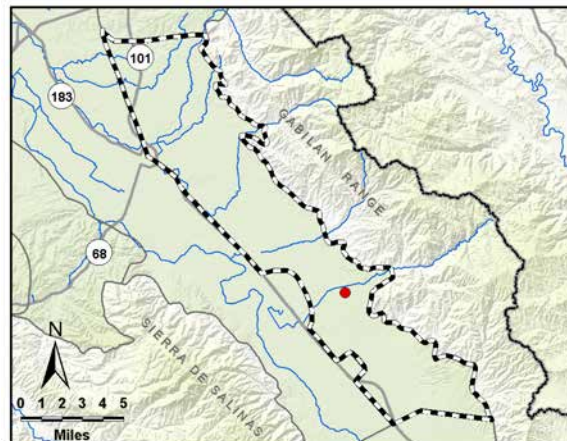 101
183
GABILAN RANGE
68
SIERRA DE SALINAS
N
0 1 2 3 4 5
Miles